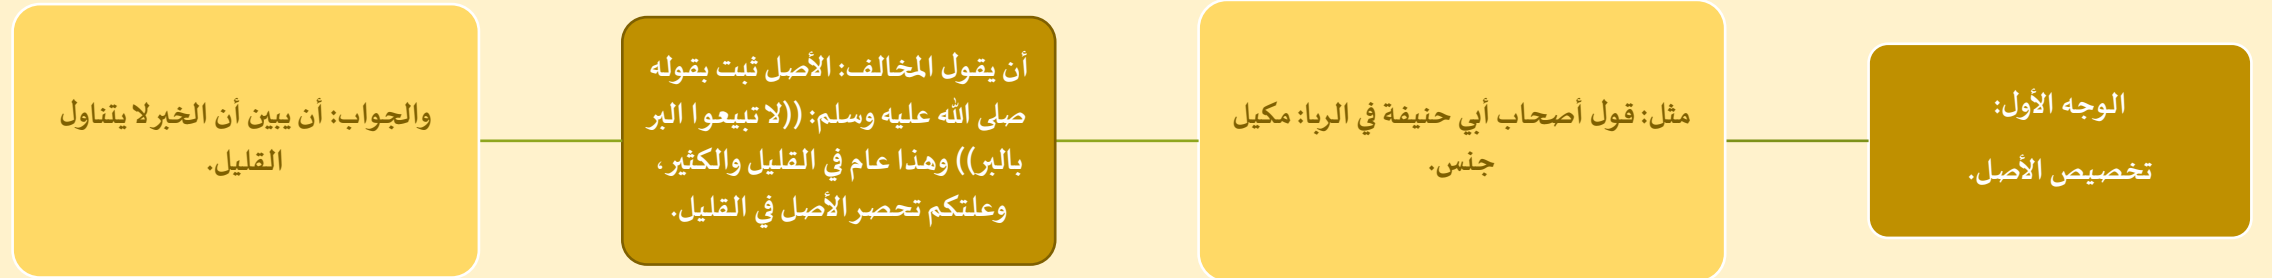 الوجه الأول:
تخصيص الأصل.
مثل: قول أصحاب أبي حنيفة في الربا: مكيل
جنس.
أن يقول المخالف: الأصل ثبت بقوله
صلى الله عليه وسلم: ((لا تبيعوا البر
بالبر)) وهذا عام في القليل والكثير،
وعلتكم تحصر الأصل في القليل.
والجواب: أن يبين أن الخبر لا يتناول
القليل.